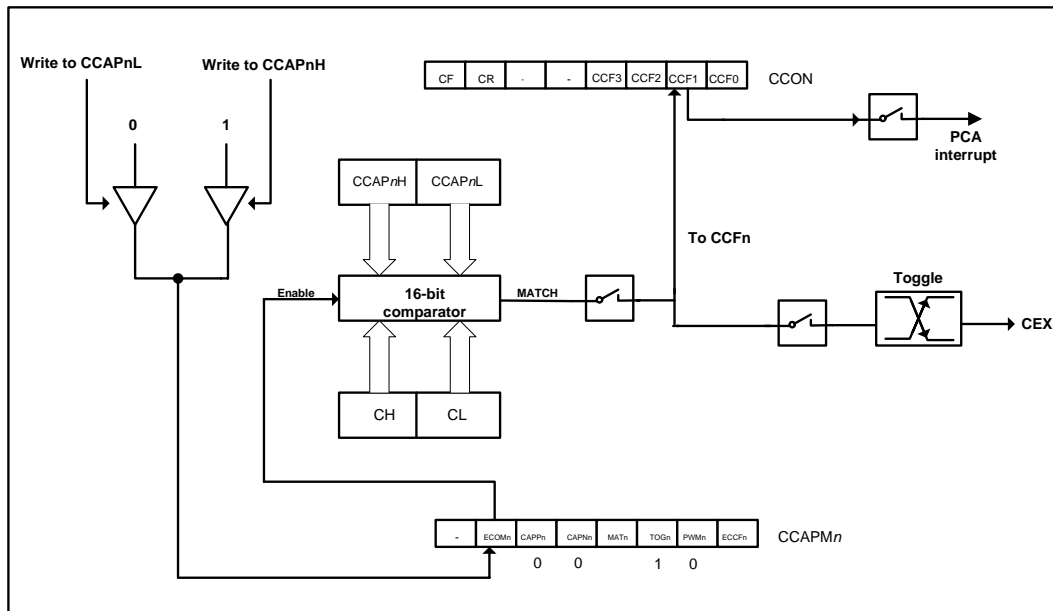 Write to CCAPnL
Write to CCAPnH
0
1
CF CR - - CCF3 CCF2 CCF1 CCF0 CCON
PCA
interrupt
CCAPnH CCAPnL
To CCFn
Toggle
Enable
16-bit
comparator
MATCH
CEX
CH CL
- ECOMn CAPPn CAPNn MATn TOGn PWMn ECCFn CCAPMn
0 0 1 0